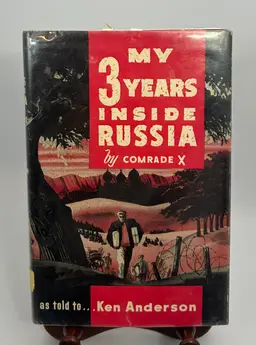 MY
3 YEARS
INSIDE
RUSSIA
by COMRADE X
as told to...Ken Anderson